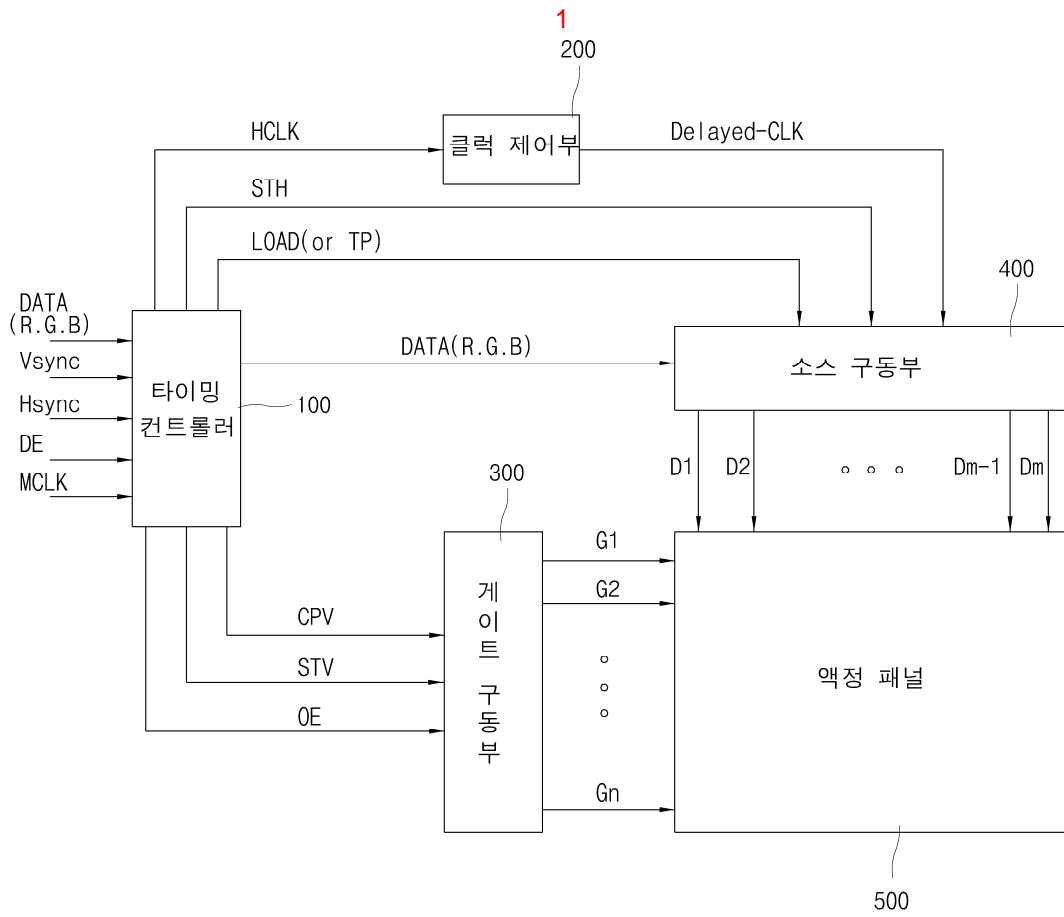 1
200
HCLK
클럭 제어부
Delayed-CLK
STH
LOAD(or TP)
400
DATA
(R.G.B)
Vsync
Hsync
DE
MCLK
타이밍
컨트롤러
100
DATA(R.G.B)
소스 구동부
D1
D2
Dm-1
Dm
300
게
이
트
구
동
부
G1
G2
Gn
CPV
STV
OE
액정 패널
500